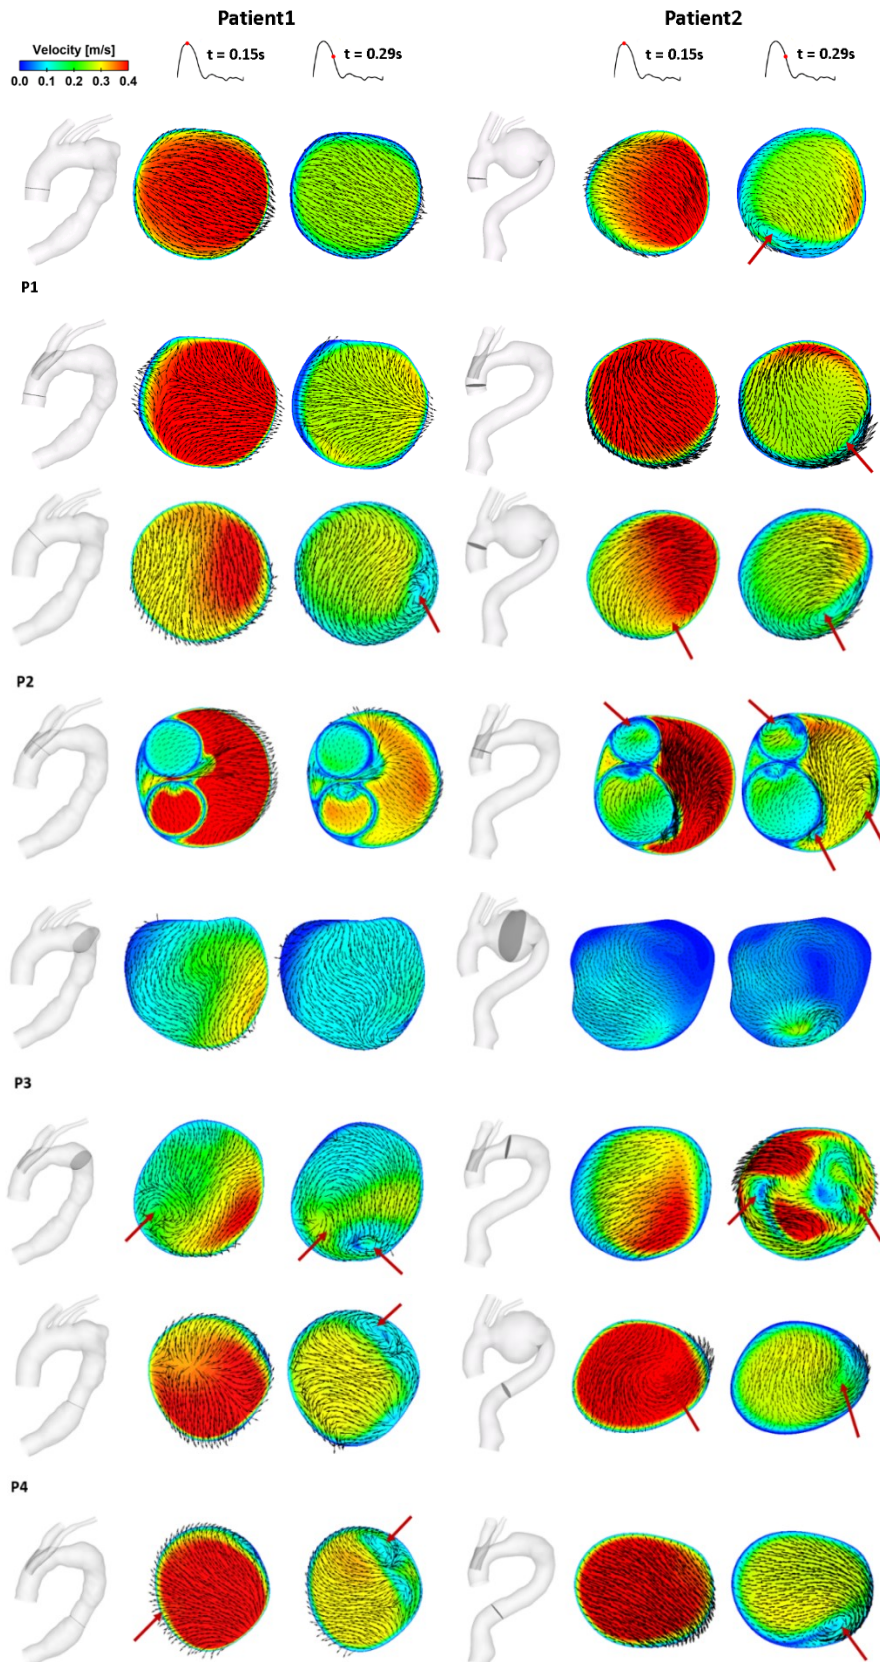 Patient1
Patient2
Velocity [m/s]
0.0 0.1 0.2 0.3 0.4
t = 0.15s
t = 0.29s
t = 0.15s
t = 0.29s
P1
P2
P3
P4